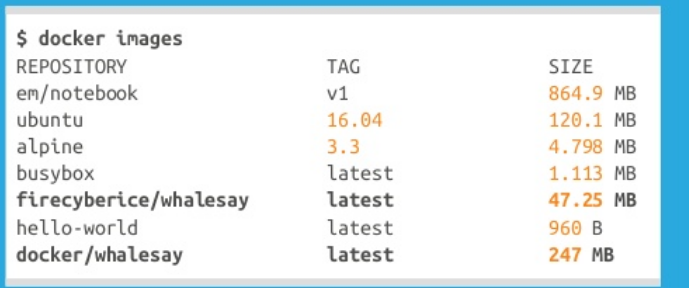 $ docker images
REPOSITORY TAG SIZE
em/notebook v1 864.9 MB
ubuntu 16.04 120.1 MB
alpine 3.3 4.798 MB
busybox latest 1.113 MB
firecyberice/whalesay latest 47.25 MB
hello-world latest 960 B
docker/whalesay latest 247 MB